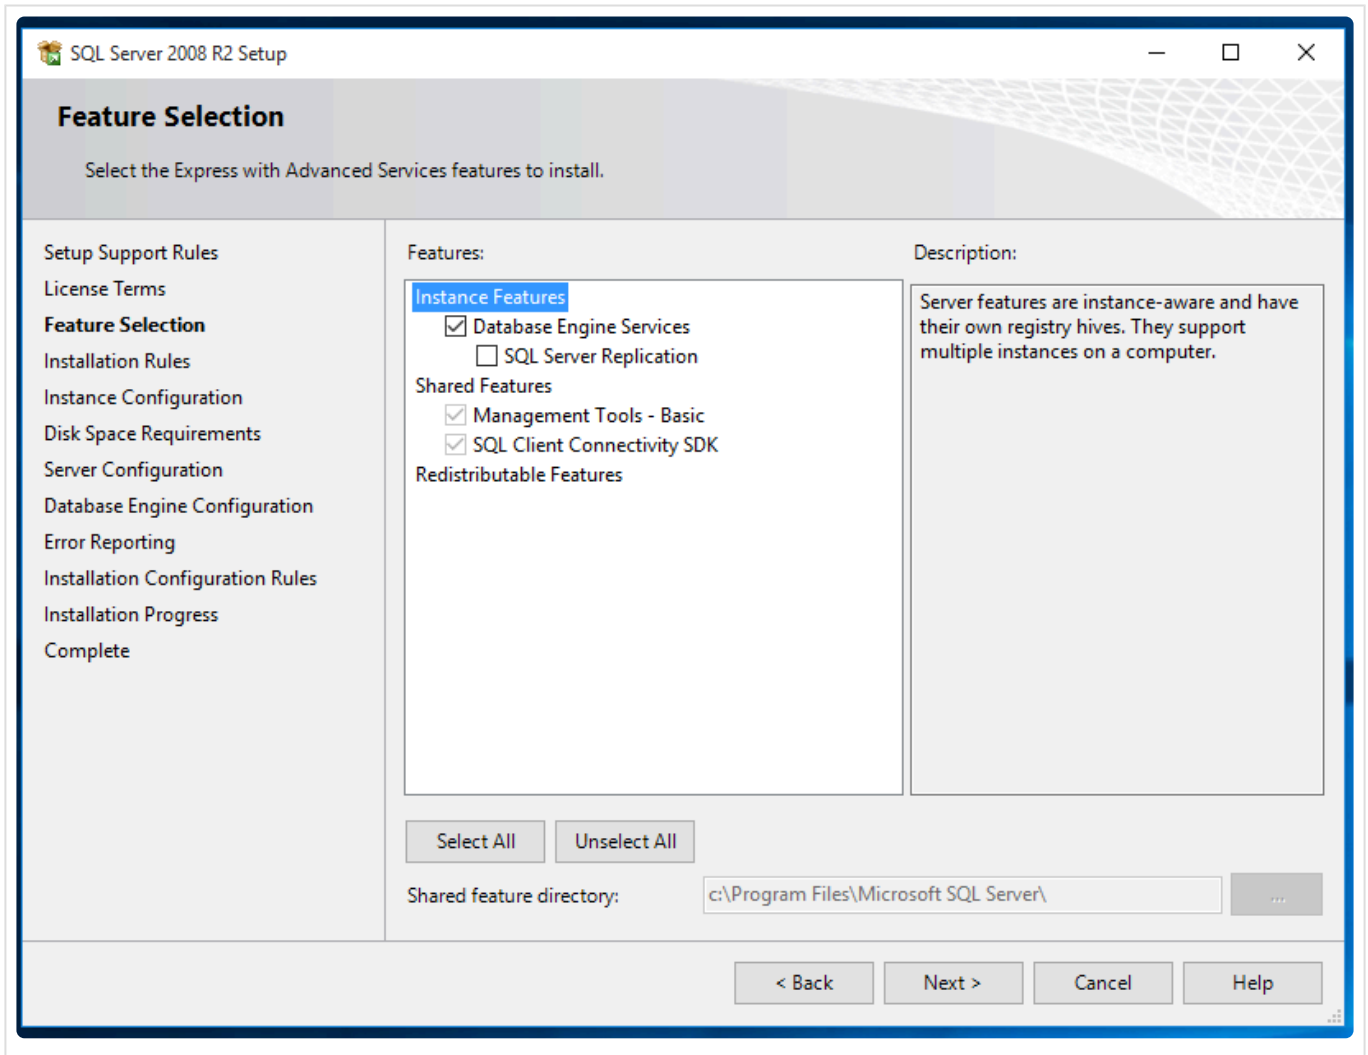 SQL Server 2008 R2 Setup
Feature Selection
Select the Express with Advanced Services features to install.
Setup Support Rules
License Terms
Feature Selection
Installation Rules
Instance Configuration
Disk Space Requirements
Server Configuration
Database Engine Configuration
Error Reporting
Installation Configuration Rules
Installation Progress
Complete
Features:
Instance Features
Database Engine Services
SQL Server Replication
Shared Features
Management Tools - Basic
SQL Client Connectivity SDK
Redistributable Features
Description:
Server features are instance-aware and have
their own registry hives. They support
multiple instances on a computer.
Select All
Unselect All
Shared feature directory:
c:\Program Files\Microsoft SQL Server\
...
< Back
Next >
Cancel
Help